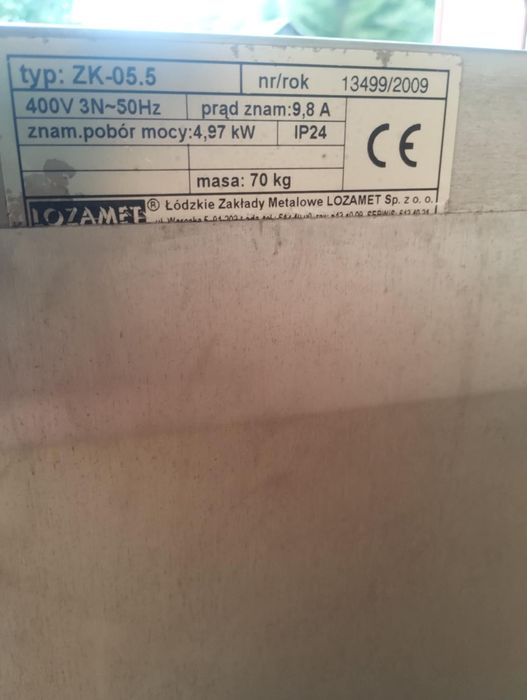 typ: ZK-05.5 nr/rok 13499/2009
400V 3N~50Hz prąd znam:9,8 A
znam.pobór mocy:4,97 kW IP24
CE
masa: 70 kg
LOZAMET ® Łódzkie Zakłady Metalowe LOZAMET Sp. z o. o.